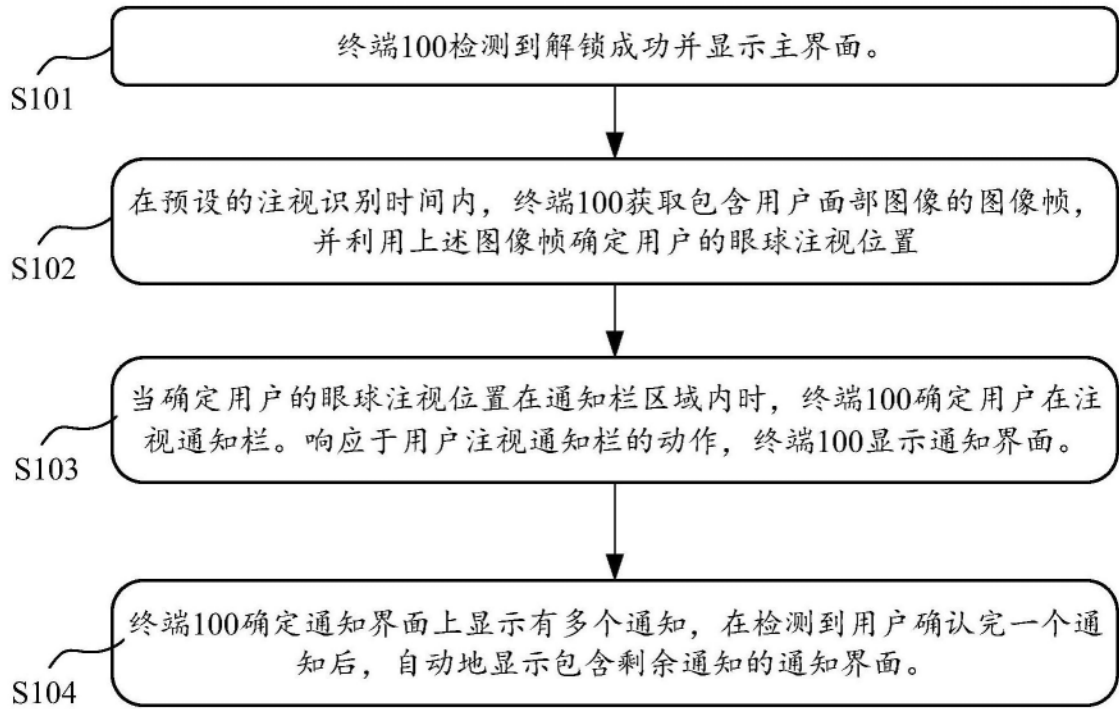 终端100检测到解锁成功并显示主界面。
S101
在预设的注视识别时间内，终端100获取包含用户面部图像的图像帧，
并利用上述图像帧确定用户的眼球注视位置
S102
当确定用户的眼球注视位置在通知栏区域内时，终端100确定用户在注
视通知栏。响应于用户注视通知栏的动作，终端100显示通知界面。
S103
终端100确定通知界面上显示有多个通知，在检测到用户确认完一个通
知后，自动地显示包含剩余通知的通知界面。
S104